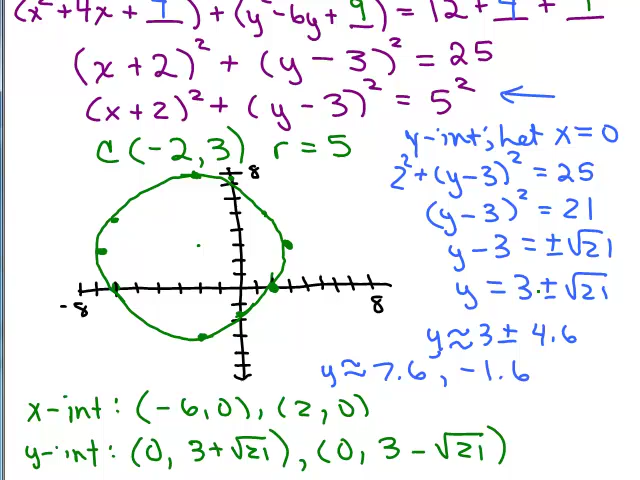 (x² + 4x + 4) + (y² - 6y + 9) = 12 + 4 + 9
(x + 2)² + (y - 3)² = 25
(x + 2)² + (y - 3)² = 5²
C (-2, 3) r = 5
8
-8
8
y-int: Let x = 0
2² + (y - 3)² = 25
(y - 3)² = 21
y - 3 = ±√21
y = 3 ± √21
y ≈ 3 ± 4.6
y ≈ 7.6, -1.6
x-int: (-6, 0), (2, 0)
y-int: (0, 3+√21), (0, 3 - √21)